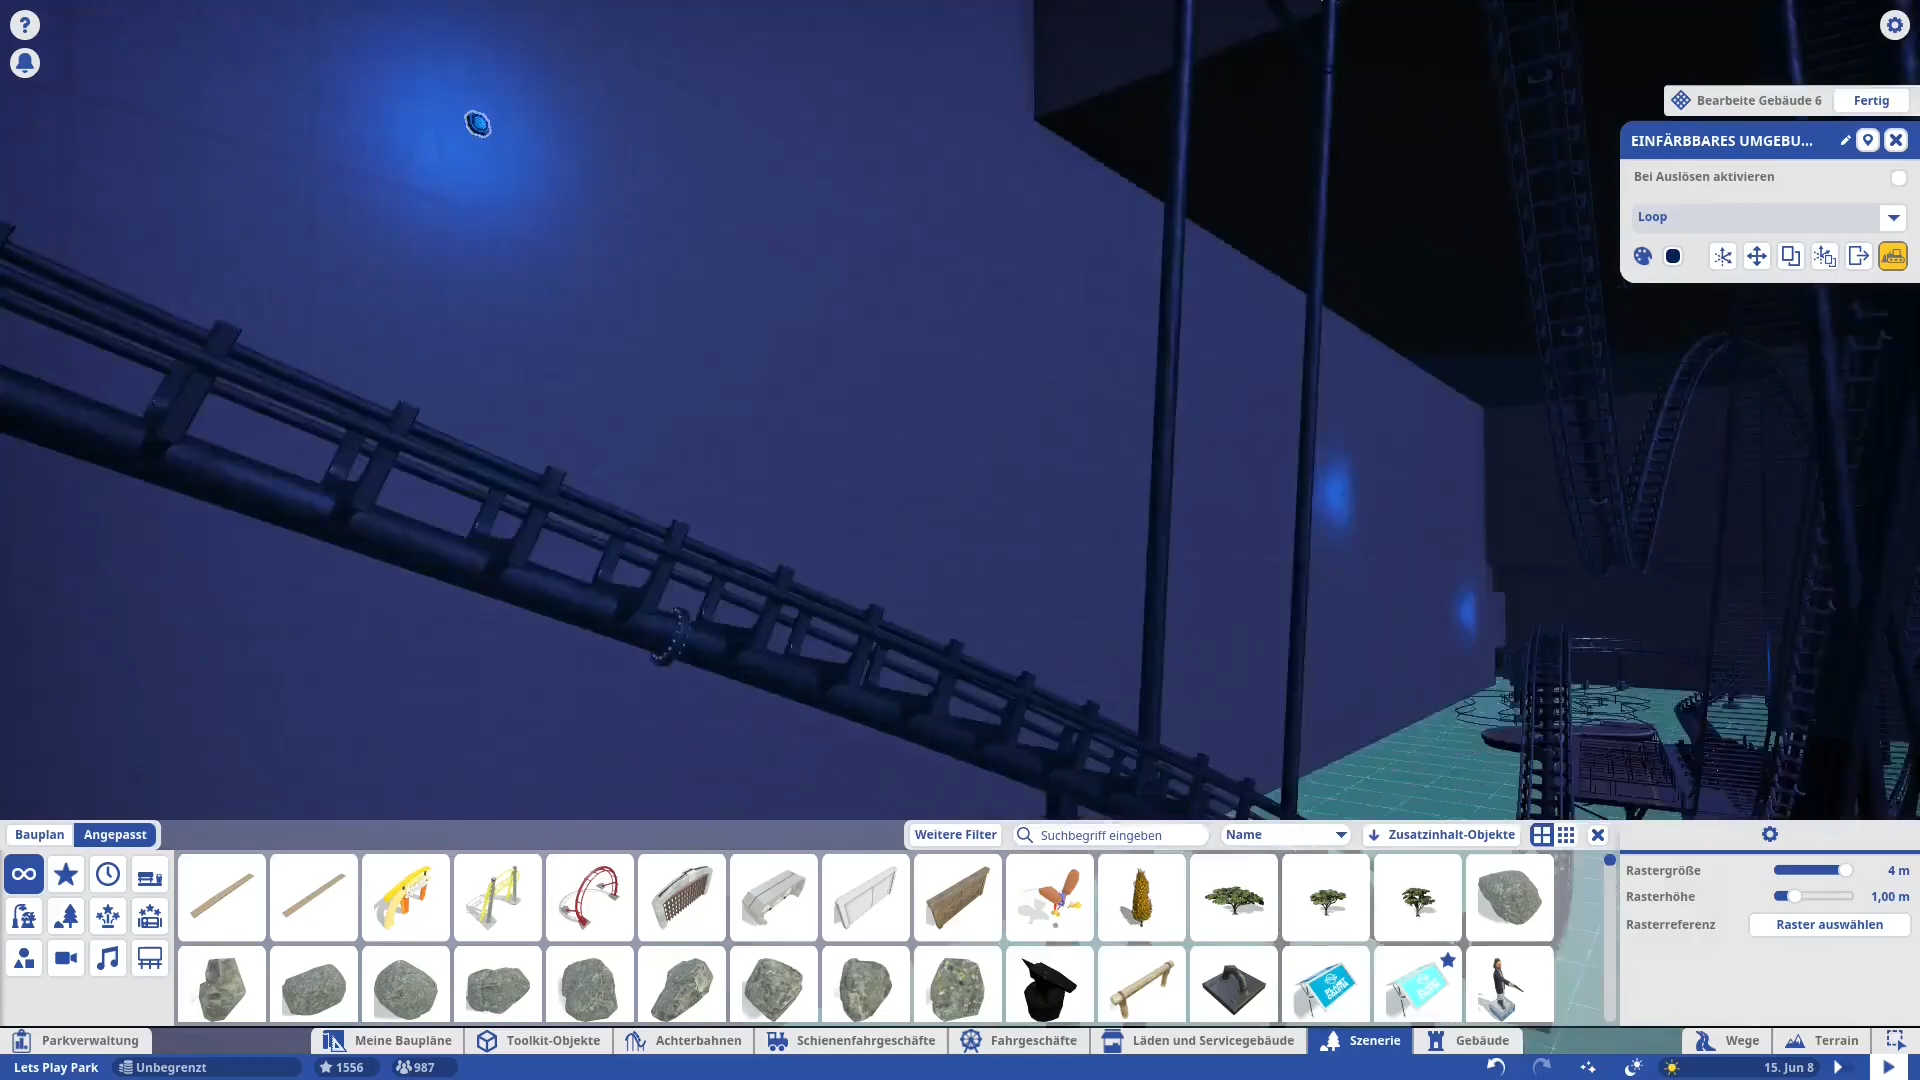 Bearbeite Gebäude 6
Fertig
EINFÄRBBARES UMGEBU...
Bei Auslösen aktivieren
Loop
Bauplan
Angepasst
Weitere Filter
Suchbegriff eingeben
Name
Zusatzinhalt-Objekte
Rastergröße
4 m
Rasterhöhe
1,00 m
Rasterreferenz
Raster auswählen
Parkverwaltung
Meine Baupläne
Toolkit-Objekte
Achterbahnen
Schienenfahrgeschäfte
Fahrgeschäfte
Läden und Servicegebäude
Szenerie
Gebäude
Wege
Terrain
Lets Play Park
Unbegrenzt
1556
987
15. Jun 8